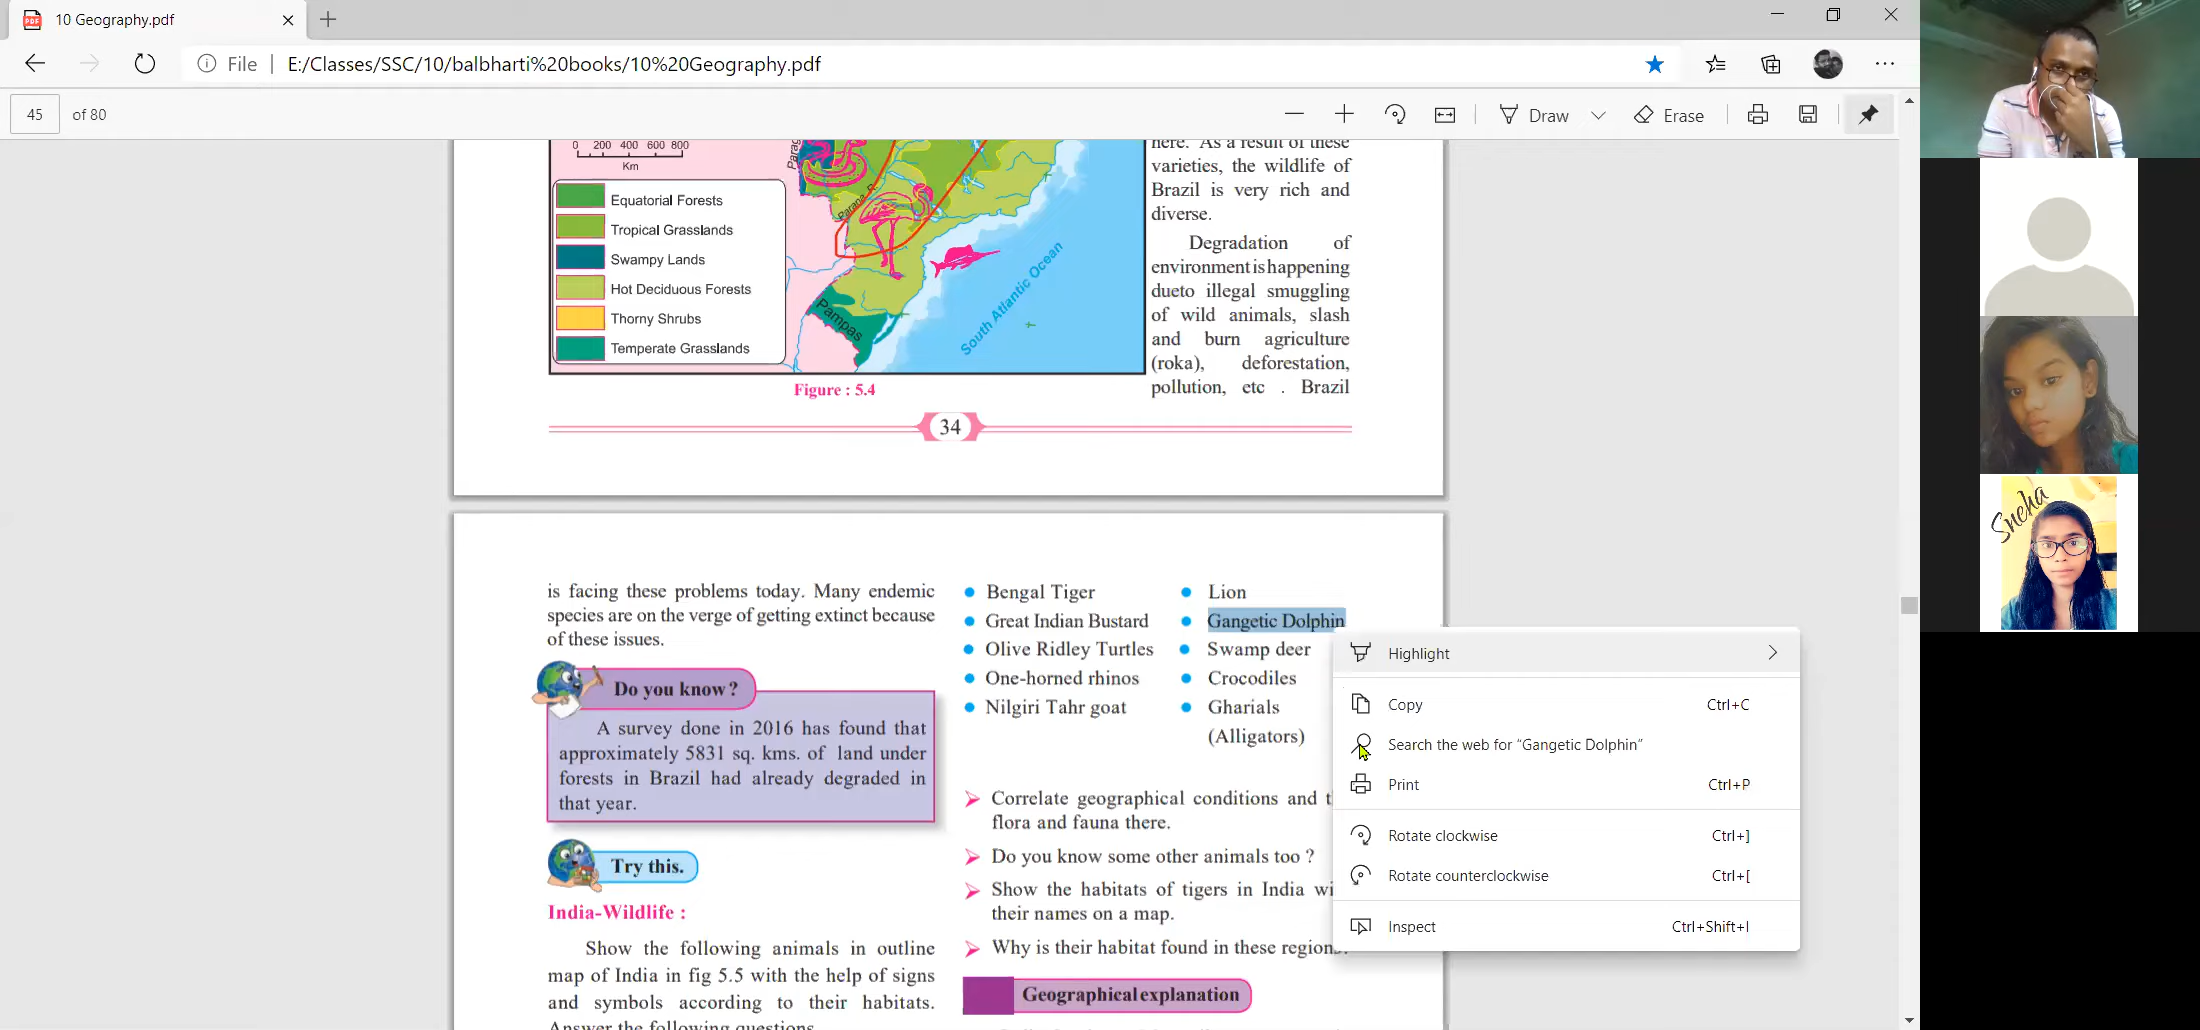 10 Geography.pdf
File | E:/Classes/SSC/10/balbharti%20books/10%20Geography.pdf
45 of 80
Draw
Erase
0 200 400 600 800
Km
Equatorial Forests
Tropical Grasslands
Swampy Lands
Hot Deciduous Forests
Thorny Shrubs
Temperate Grasslands
Parana R.
Pampas
South Atlantic Ocean
Figure : 5.4
here. As a result of these
varieties, the wildlife of
Brazil is very rich and
diverse.
Degradation of
environment is happening
dueto illegal smuggling
of wild animals, slash
and burn agriculture
(roka), deforestation,
pollution, etc . Brazil
34
is facing these problems today. Many endemic
species are on the verge of getting extinct because
of these issues.
Do you know ?
A survey done in 2016 has found that
approximately 5831 sq. kms. of land under
forests in Brazil had already degraded in
that year.
Try this.
India-Wildlife :
Show the following animals in outline
map of India in fig 5.5 with the help of signs
and symbols according to their habitats.
Answer the following questions
Bengal Tiger
Great Indian Bustard
Olive Ridley Turtles
One-horned rhinos
Nilgiri Tahr goat
Lion
Gangetic Dolphin
Swamp deer
Crocodiles
Gharials
(Alligators)
Correlate geographical conditions and
flora and fauna there.
Do you know some other animals too ?
Show the habitats of tigers in India
their names on a map.
Why is their habitat found in these region
Geographical explanation
Highlight
Copy Ctrl+C
Search the web for “Gangetic Dolphin”
Print Ctrl+P
Rotate clockwise Ctrl+]
Rotate counterclockwise Ctrl+[
Inspect Ctrl+Shift+I
Sneha